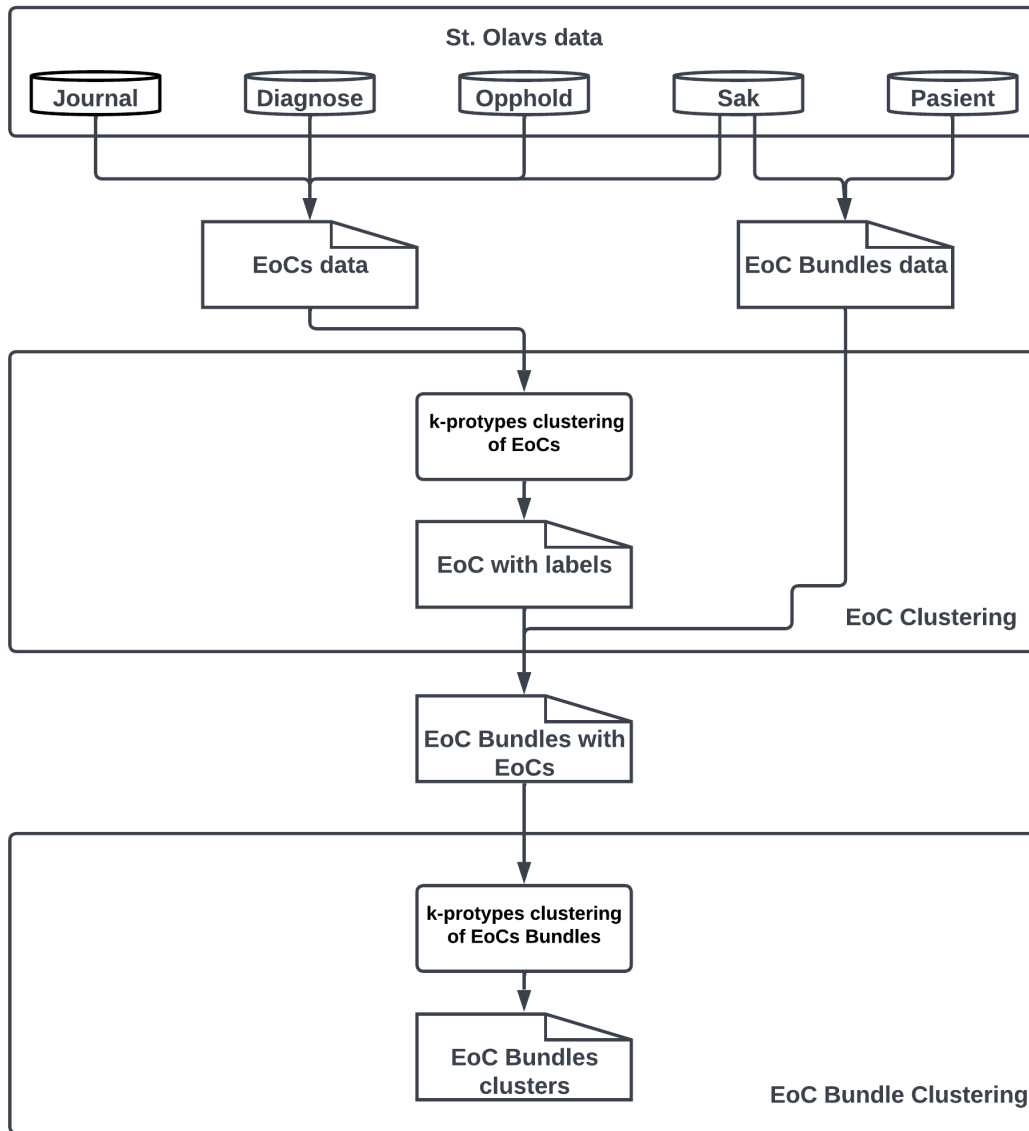 St. Olavs data
Journal
Diagnose
Opphold
Sak
Pasient
EoCs data
EoC Bundles data
k-protypes clustering
of EoCs
EoC with labels
EoC Clustering
EoC Bundles with
EoCs
k-protypes clustering
of EoCs Bundles
EoC Bundles
clusters
EoC Bundle Clustering